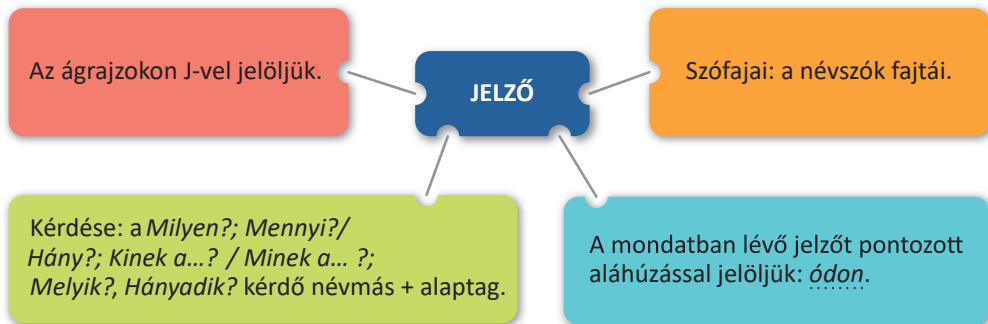 Az ágrajzokon J-vel jelöljük.
JELZŐ
Szófajai: a névszók fajtái.
Kérdése: a Milyen?; Mennyi?/
Hány?; Kinek a...? / Minek a... ?;
Melyik?, Hányadik? kérdő névmás + alaptag.
A mondatban lévő jelzőt pontozott
aláhúzással jelöljük: ódon.